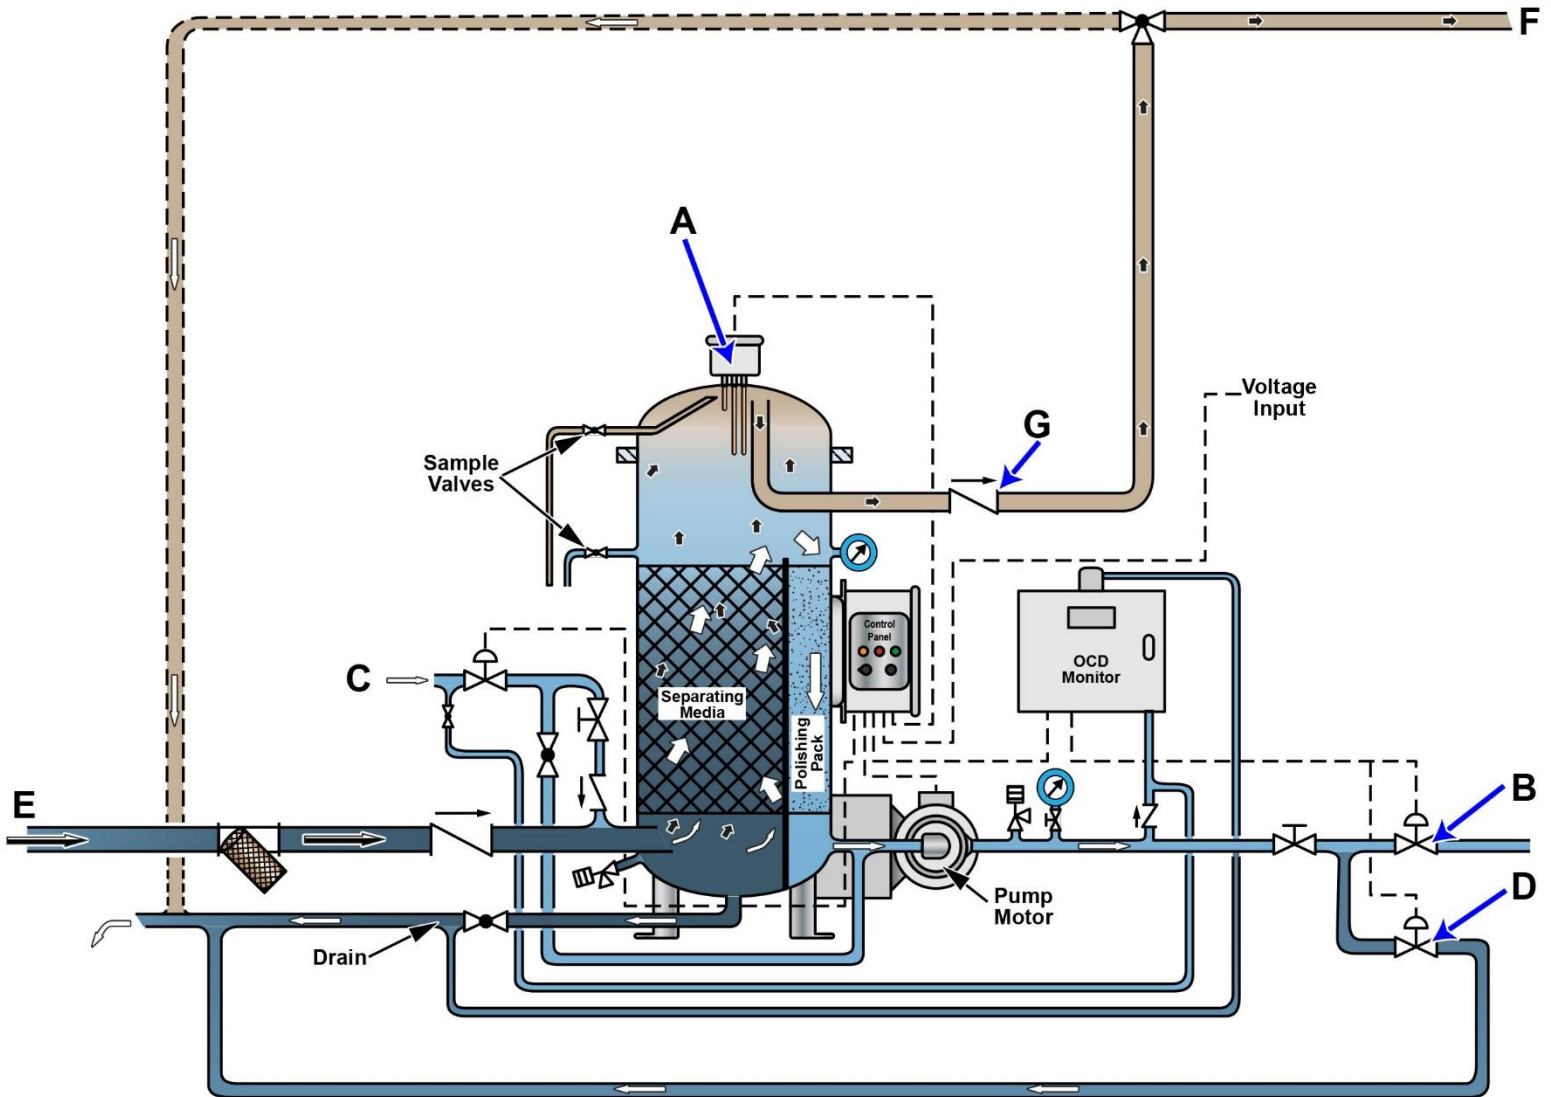 F
A
Voltage
Input
G
Sample
Valves
Control
Panel
OCD
Monitor
C
Separating
Media
Polishing
Pack
E
B
Pump
Motor
D
Drain